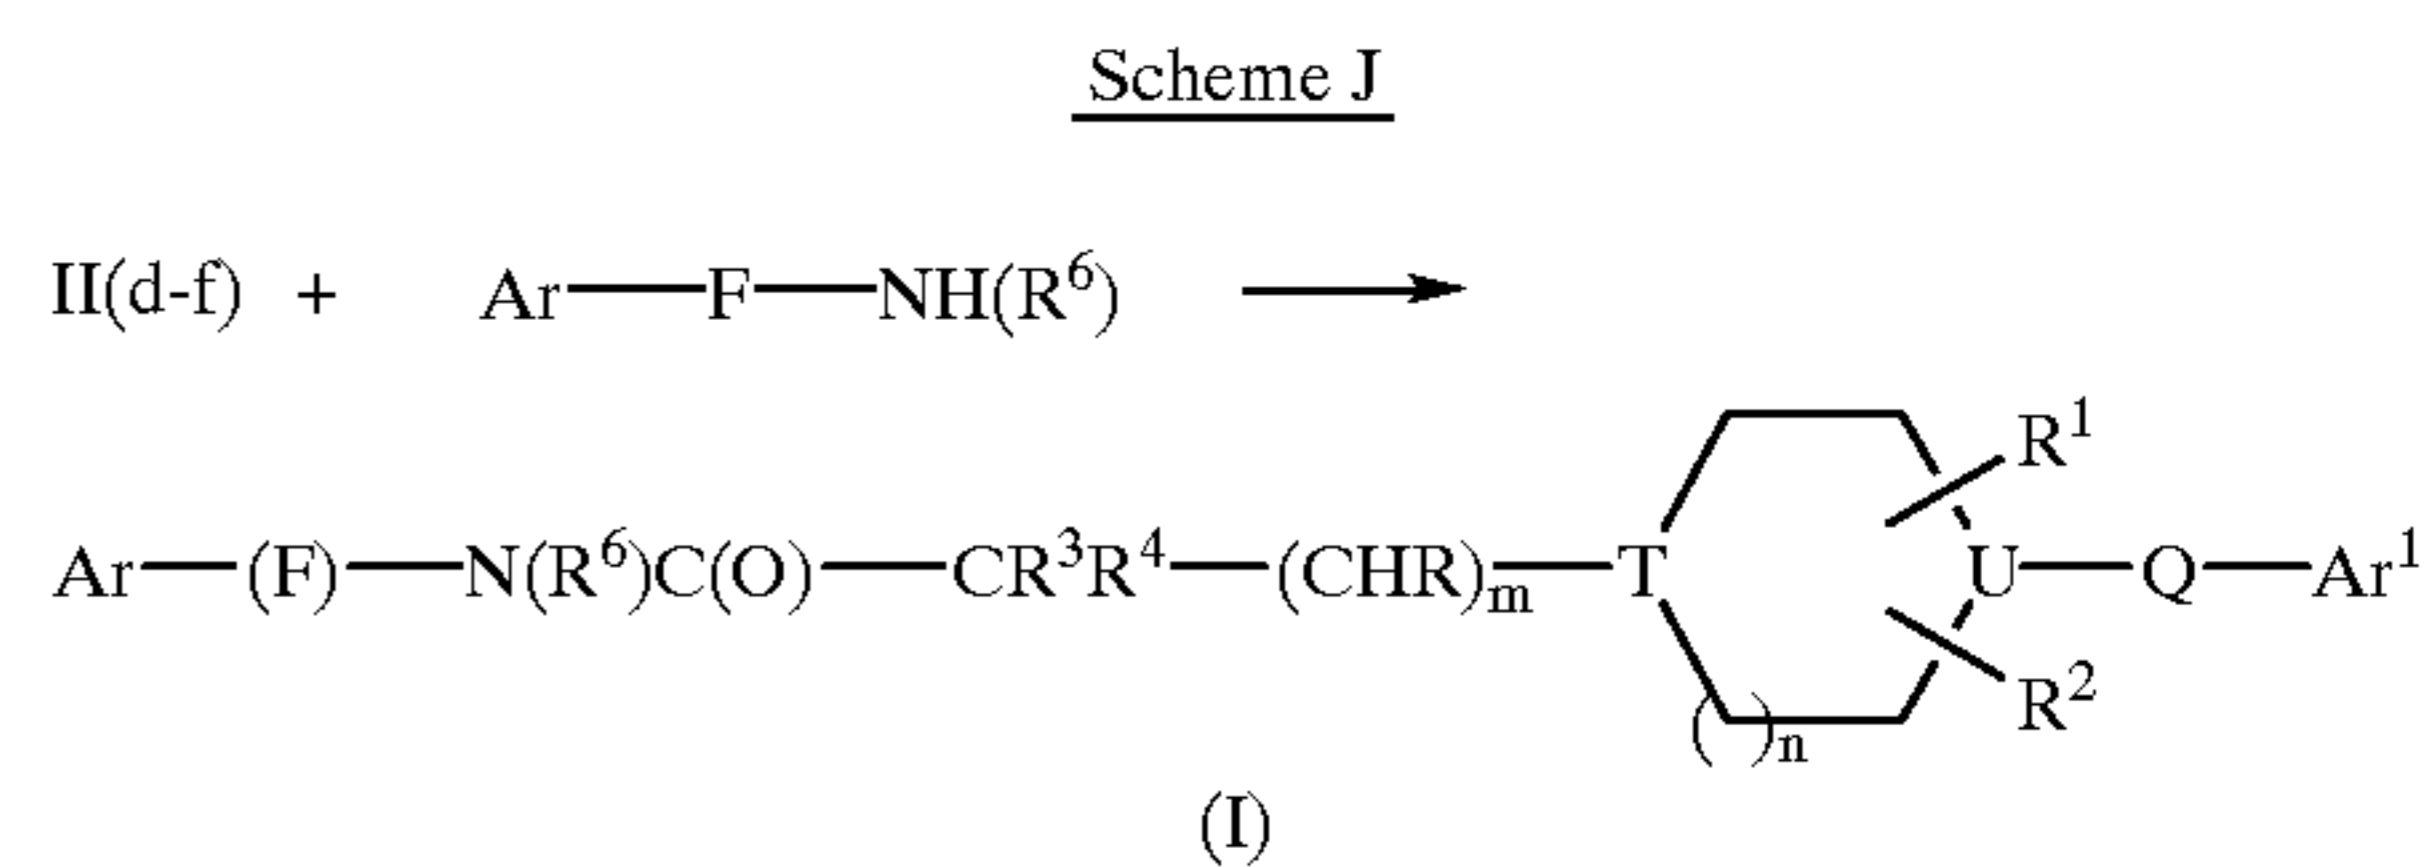 Scheme J
II(d-f) + Ar—F—NH(R⁶) →
Ar—(F)—N(R⁶)C(O)—CR³R⁴—(CHR)ₘ—T ( )ₙ R¹ R² U—Q—Ar¹
(I)